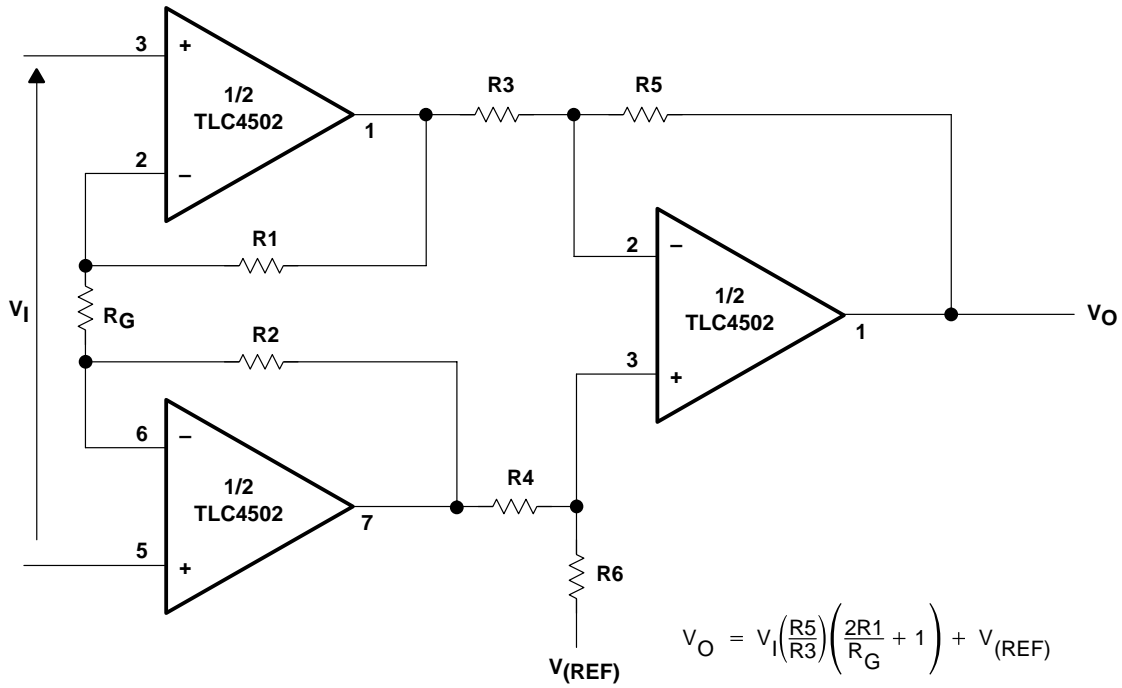 3
+
1/2
TLC4502
1
2
–
R3
R5
R1
VI
RG
R2
2
–
1/2
TLC4502
1
VO
3
+
6
–
1/2
TLC4502
7
5
+
R4
R6
V(REF)
VO = VI(R5/R3)(2R1/RG + 1) + V(REF)